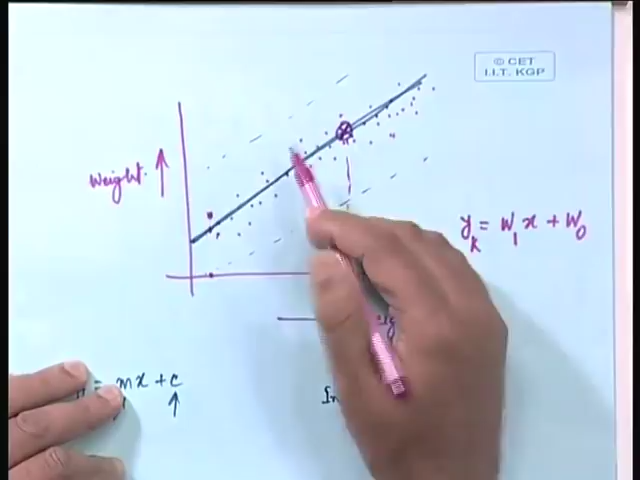 © CET
I.I.T. KGP
Weight
y_k = W_1 x + W_0
= mx + c